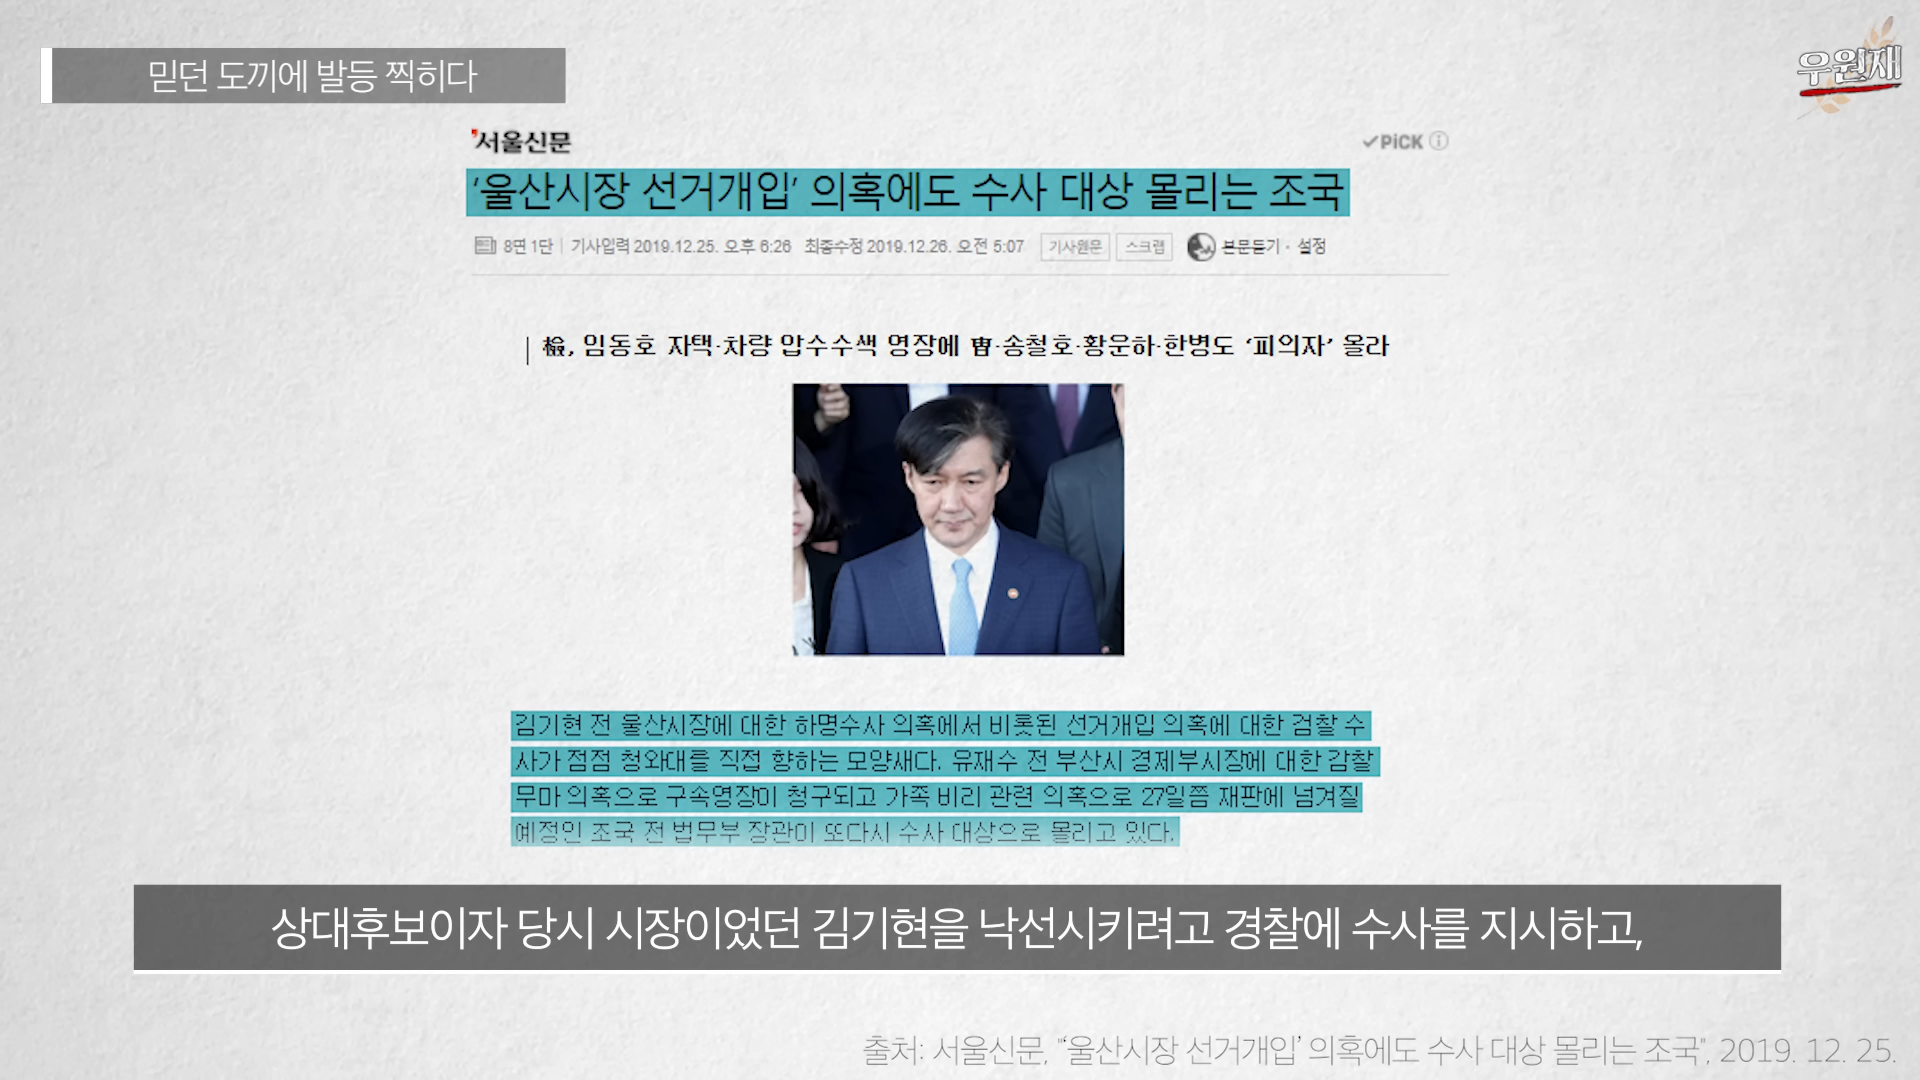 믿던 도끼에 발등 찍히다
우원재
서울신문
PiCK
'울산시장 선거개입' 의혹에도 수사 대상 몰리는 조국
8면 1단 기사입력 2019.12.25. 오후 6:26 최종수정 2019.12.26. 오전 5:07 기사원문 스크랩 본문듣기 · 설정
檢, 임동호 자택·차량 압수수색 영장에 曺·송철호·황운하·한병도 '피의자' 올라
김기현 전 울산시장에 대한 하명수사 의혹에서 비롯된 선거개입 의혹에 대한 검찰 수
사가 점점 청와대를 직접 향하는 모양새다. 유재수 전 부산시 경제부시장에 대한 감찰
무마 의혹으로 구속영장이 청구되고 가족 비리 관련 의혹으로 27일쯤 재판에 넘겨질
예정인 조국 전 법무부 장관이 또다시 수사 대상으로 몰리고 있다.
상대후보이자 당시 시장이었던 김기현을 낙선시키려고 경찰에 수사를 지시하고,
출처: 서울신문, "'울산시장 선거개입' 의혹에도 수사 대상 몰리는 조국", 2019. 12. 25.